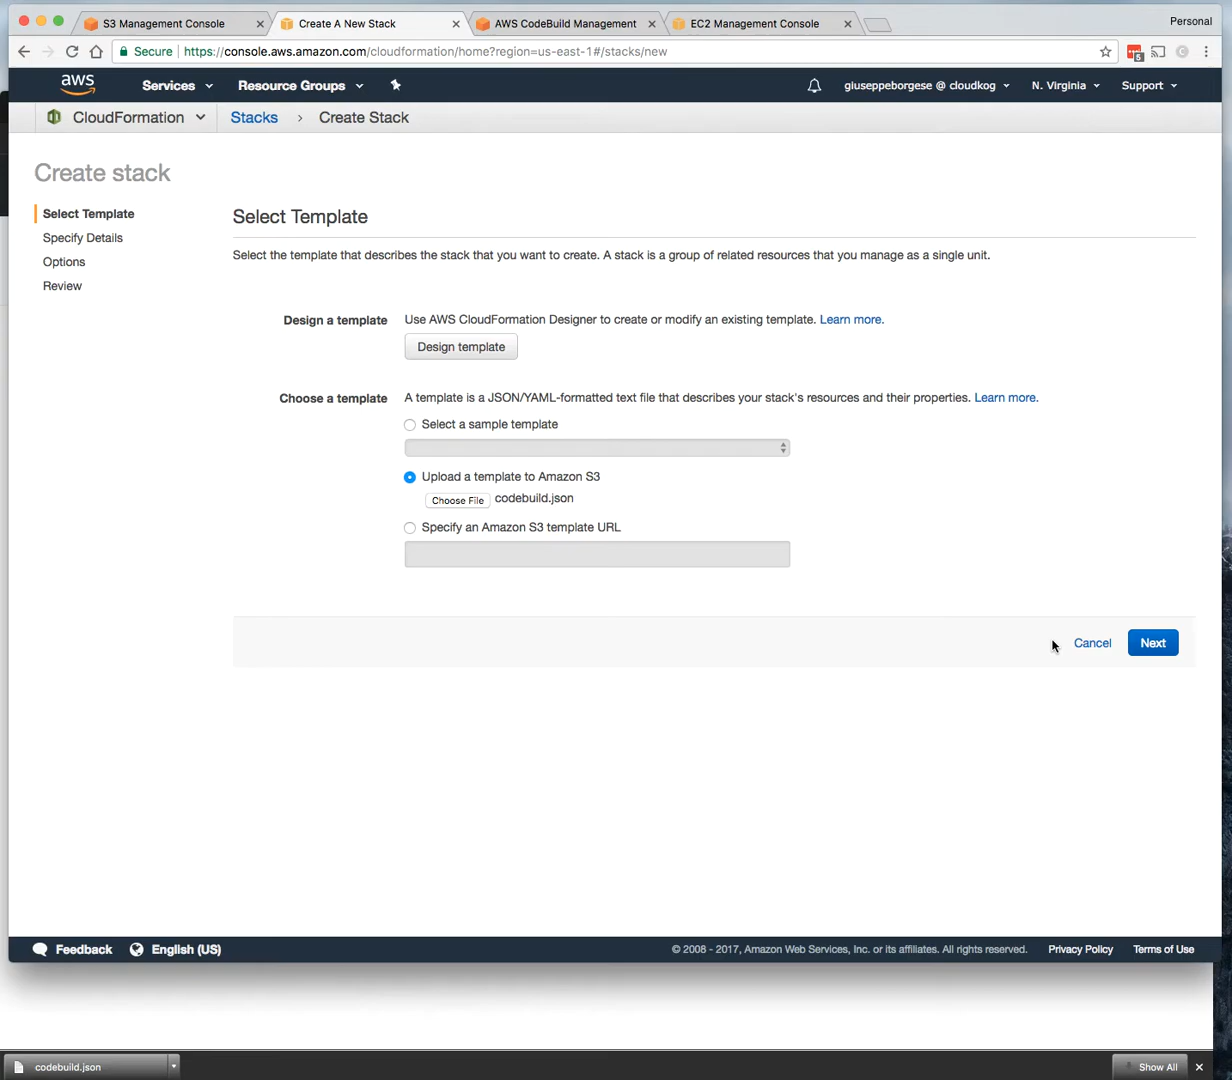 S3 Management Console
Create A New Stack
AWS CodeBuild Management
EC2 Management Console
Personal
Secure
https://console.aws.amazon.com/cloudformation/home?region=us-east-1#/stacks/new
5
aws
Services
Resource Groups
giuseppeborgese @ cloudkog
N. Virginia
Support
CloudFormation
Stacks
Create Stack
Create stack
Select Template
Specify Details
Options
Review
Select Template
Select the template that describes the stack that you want to create. A stack is a group of related resources that you manage as a single unit.
Design a template
Use AWS CloudFormation Designer to create or modify an existing template. Learn more.
Design template
Choose a template
A template is a JSON/YAML-formatted text file that describes your stack's resources and their properties. Learn more.
Select a sample template
Upload a template to Amazon S3
Choose File codebuild.json
Specify an Amazon S3 template URL
Cancel
Next
Feedback
English (US)
© 2008 - 2017, Amazon Web Services, Inc. or its affiliates. All rights reserved.
Privacy Policy
Terms of Use
codebuild.json
Show All